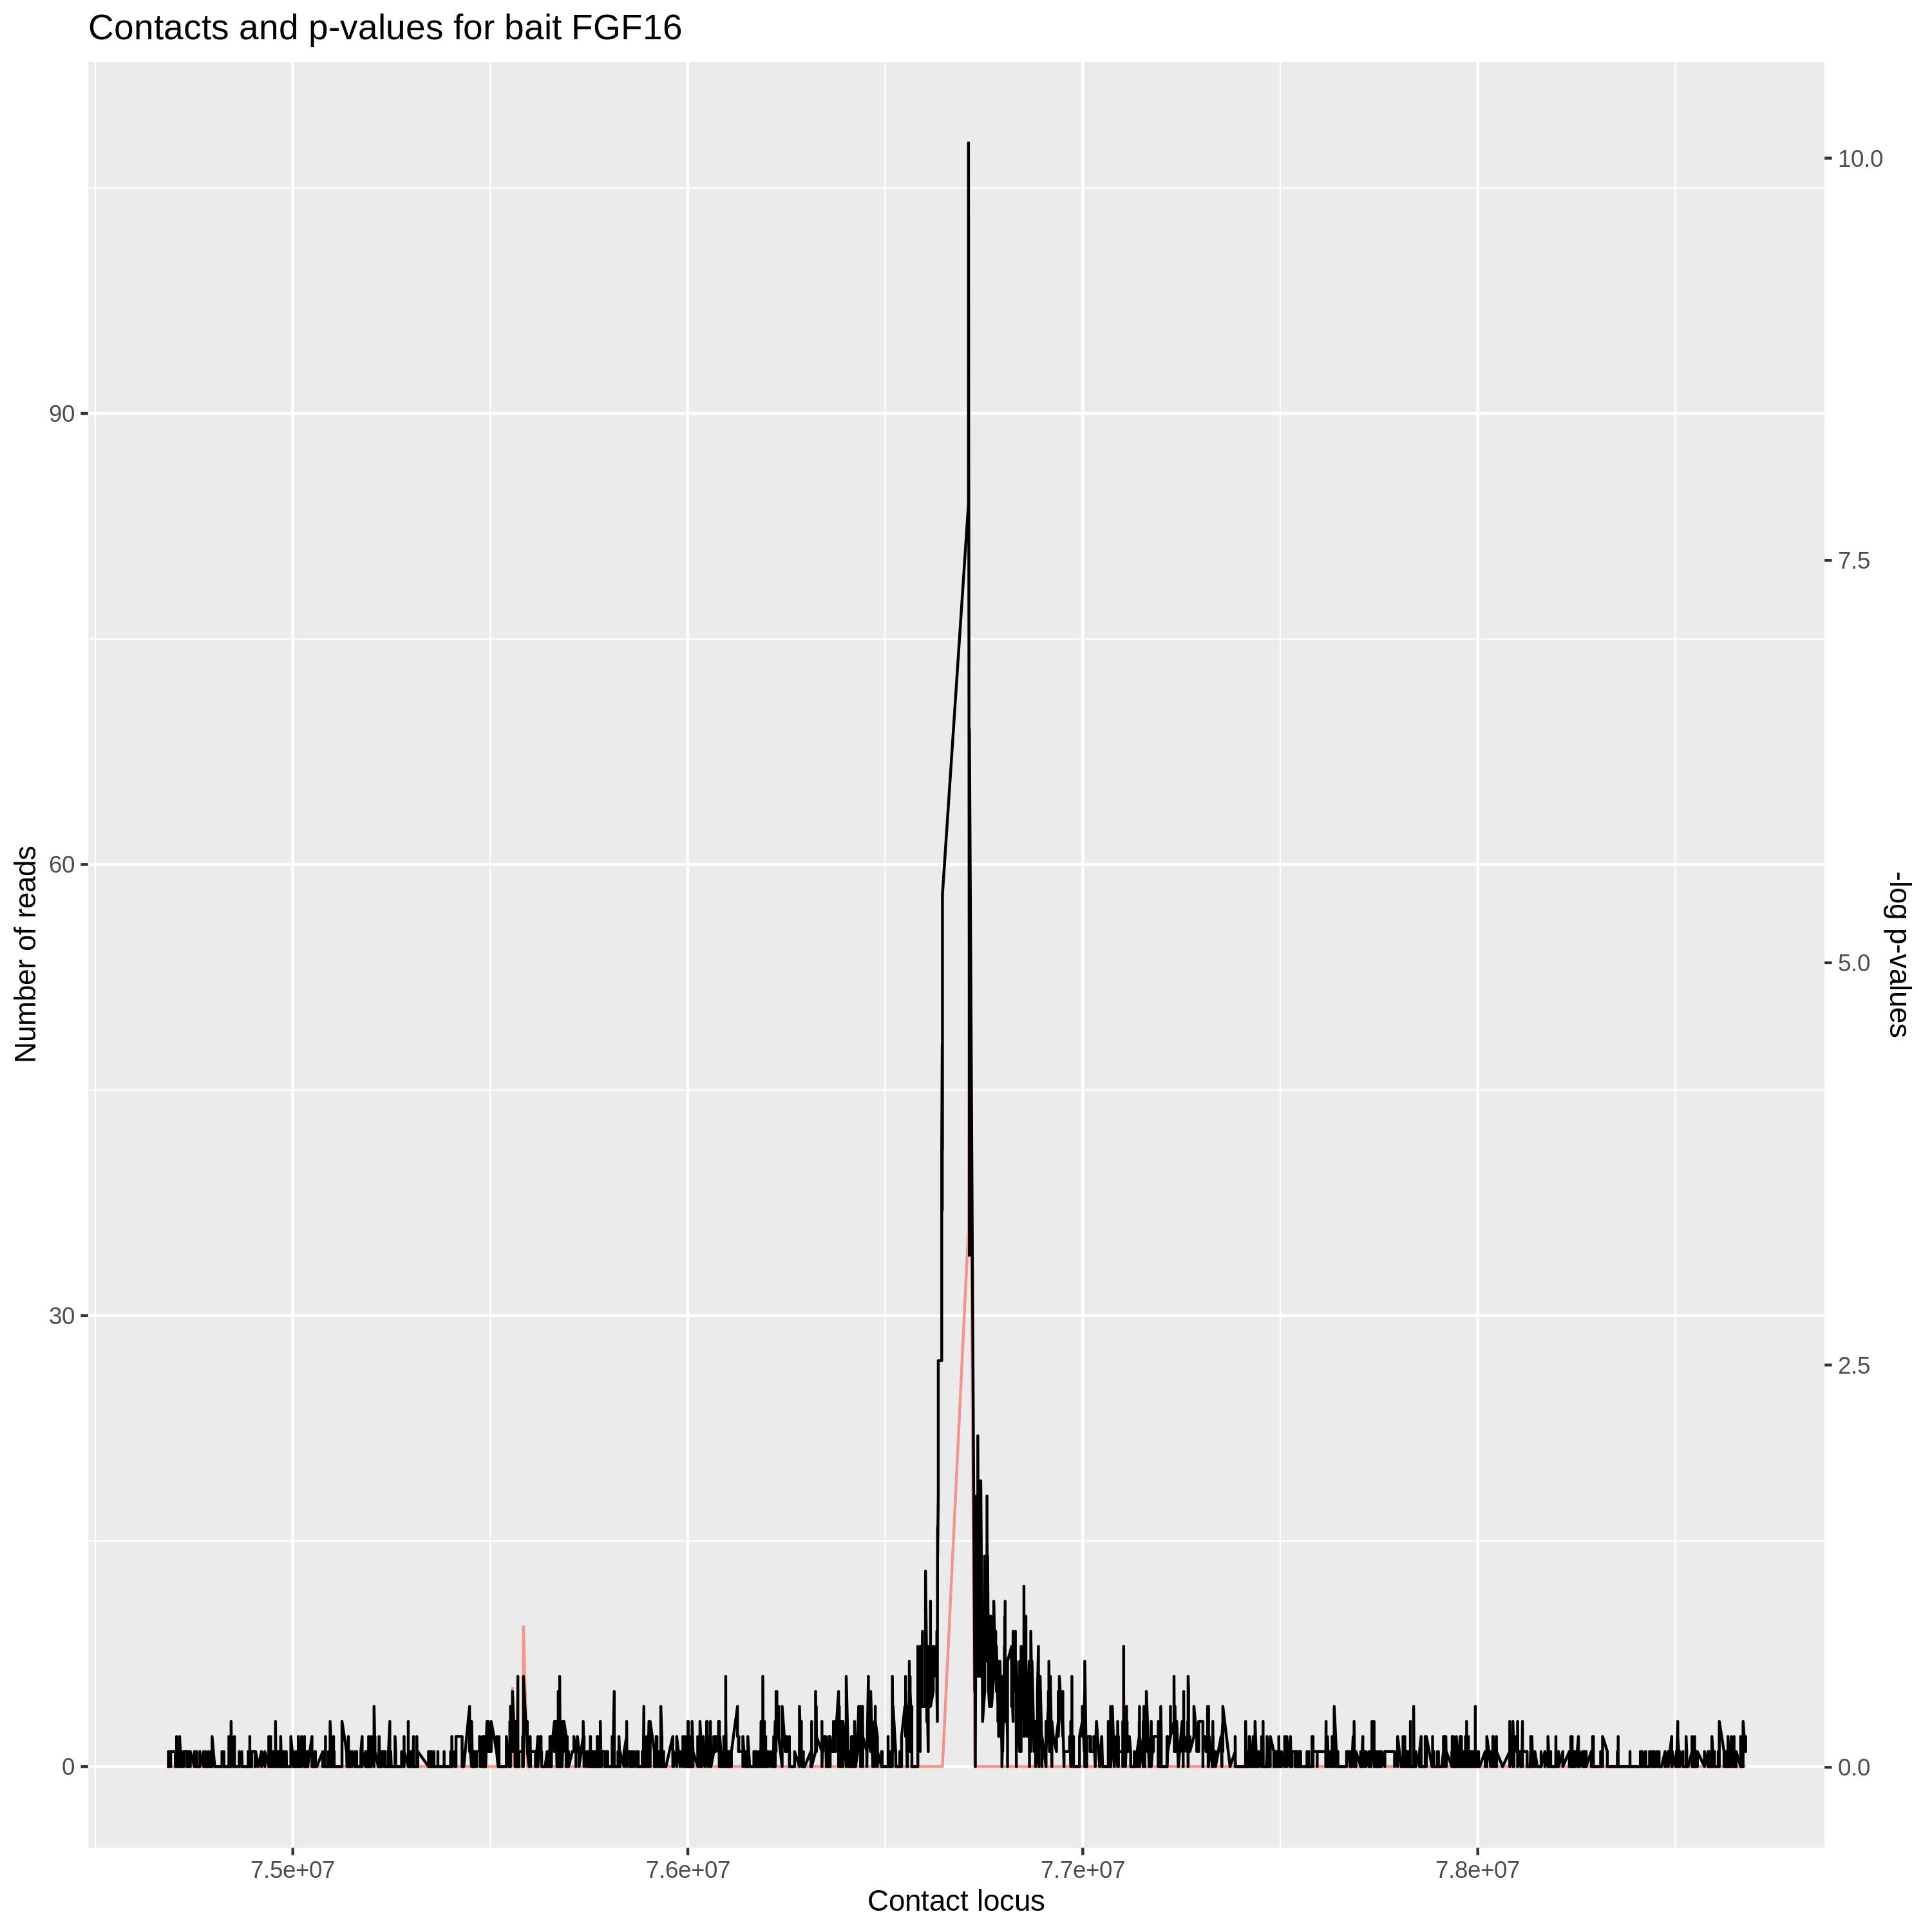 Contacts and p-values for bait FGF16
Number of reads
90
60
30
0
10.0
7.5
5.0
2.5
0.0
-log p-values
7.5e+07
7.6e+07
7.7e+07
7.8e+07
Contact locus